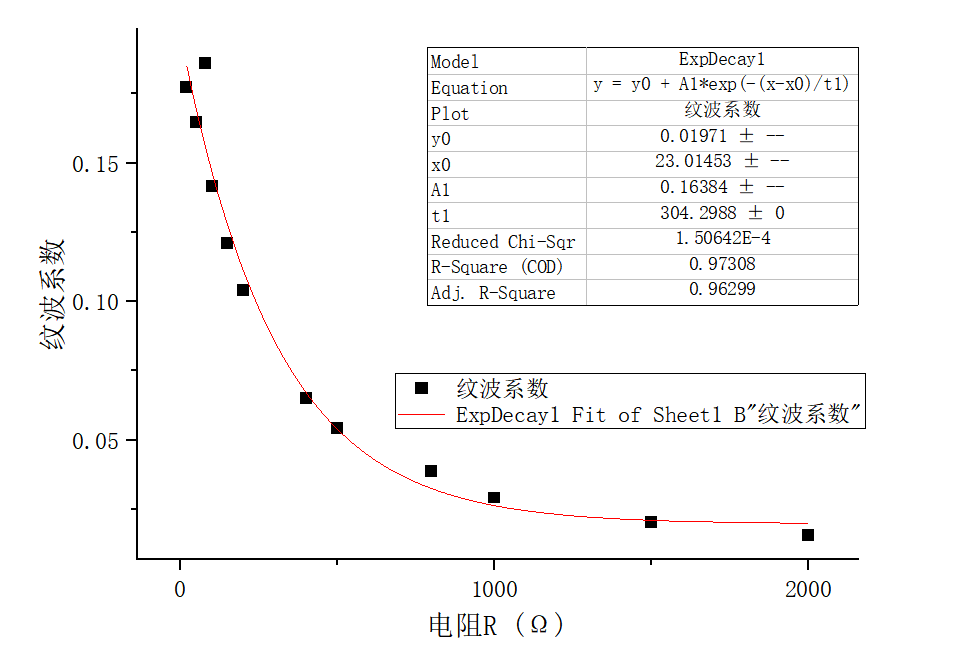 Model ExpDecay1
Equation y = y0 + A1*exp(-(x-x0)/t1)
Plot 纹波系数
y0 0.01971 ± --
x0 23.01453 ± --
A1 0.16384 ± --
t1 304.2988 ± 0
Reduced Chi-Sqr 1.50642E-4
R-Square (COD) 0.97308
Adj. R-Square 0.96299
0.15
0.10
0.05
纹波系数
纹波系数
ExpDecay1 Fit of Sheet1 B"纹波系数"
0 1000 2000
电阻R（Ω）